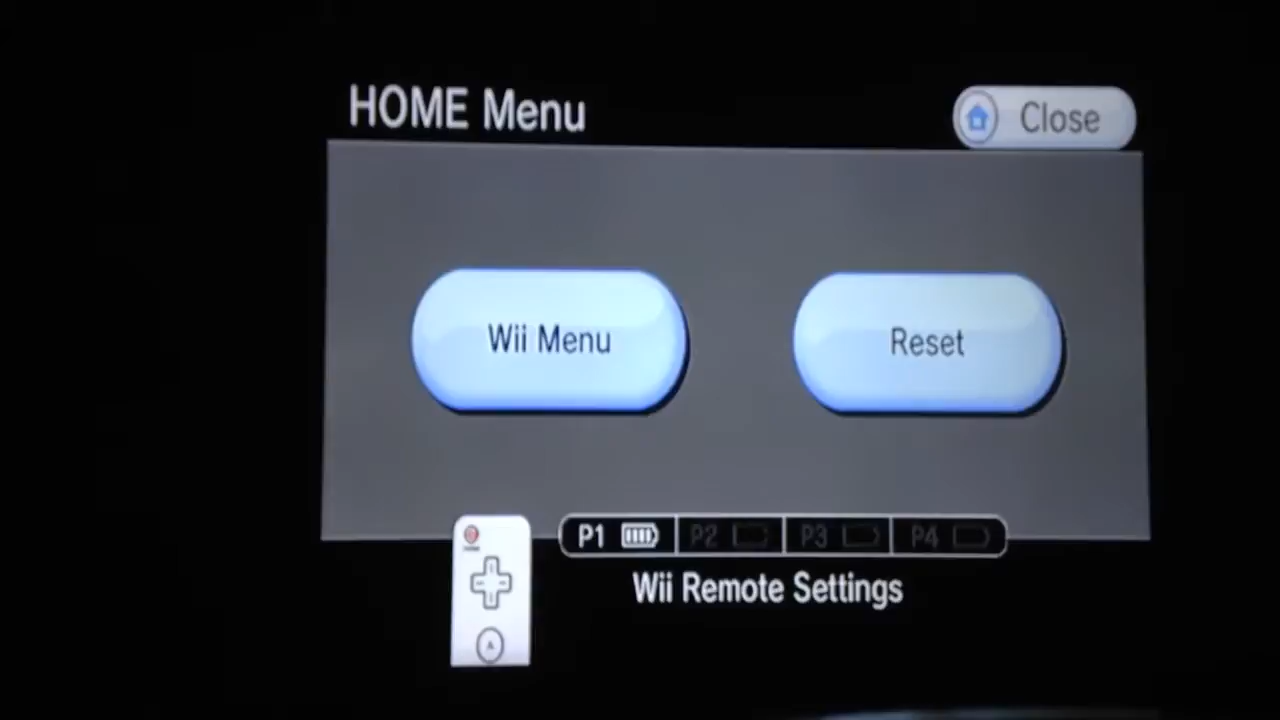 HOME Menu
Close
Wii Menu
Reset
P1 P2 P3 P4
Wii Remote Settings